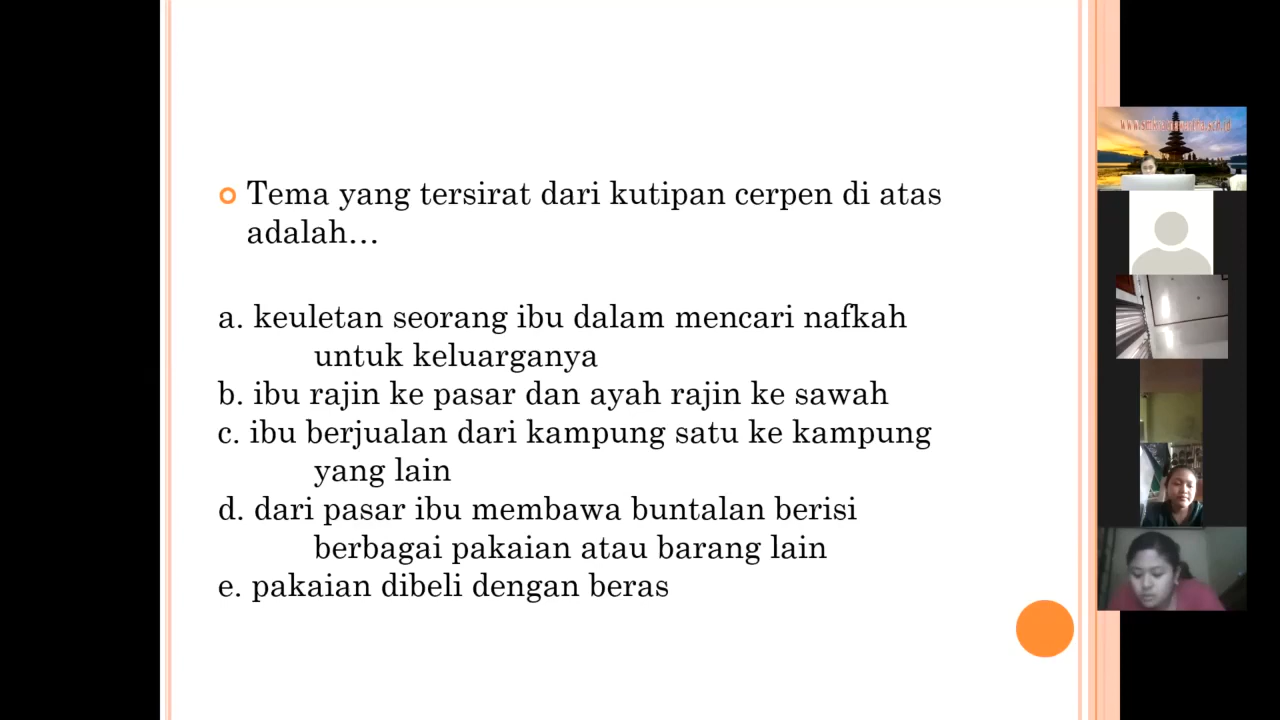 Tema yang tersirat dari kutipan cerpen di atas
adalah...
a. keuletan seorang ibu dalam mencari nafkah
untuk keluarganya
b. ibu rajin ke pasar dan ayah rajin ke sawah
c. ibu berjualan dari kampung satu ke kampung
yang lain
d. dari pasar ibu membawa buntalan berisi
berbagai pakaian atau barang lain
e. pakaian dibeli dengan beras